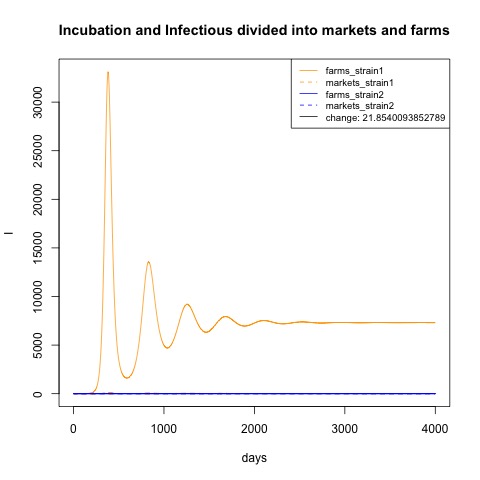 Incubation and Infectious divided into markets and farms
farms_strain1
markets_strain1
farms_strain2
markets_strain2
change: 21.8540093852789
30000
25000
20000
15000
10000
5000
0
I
0 1000 2000 3000 4000
days